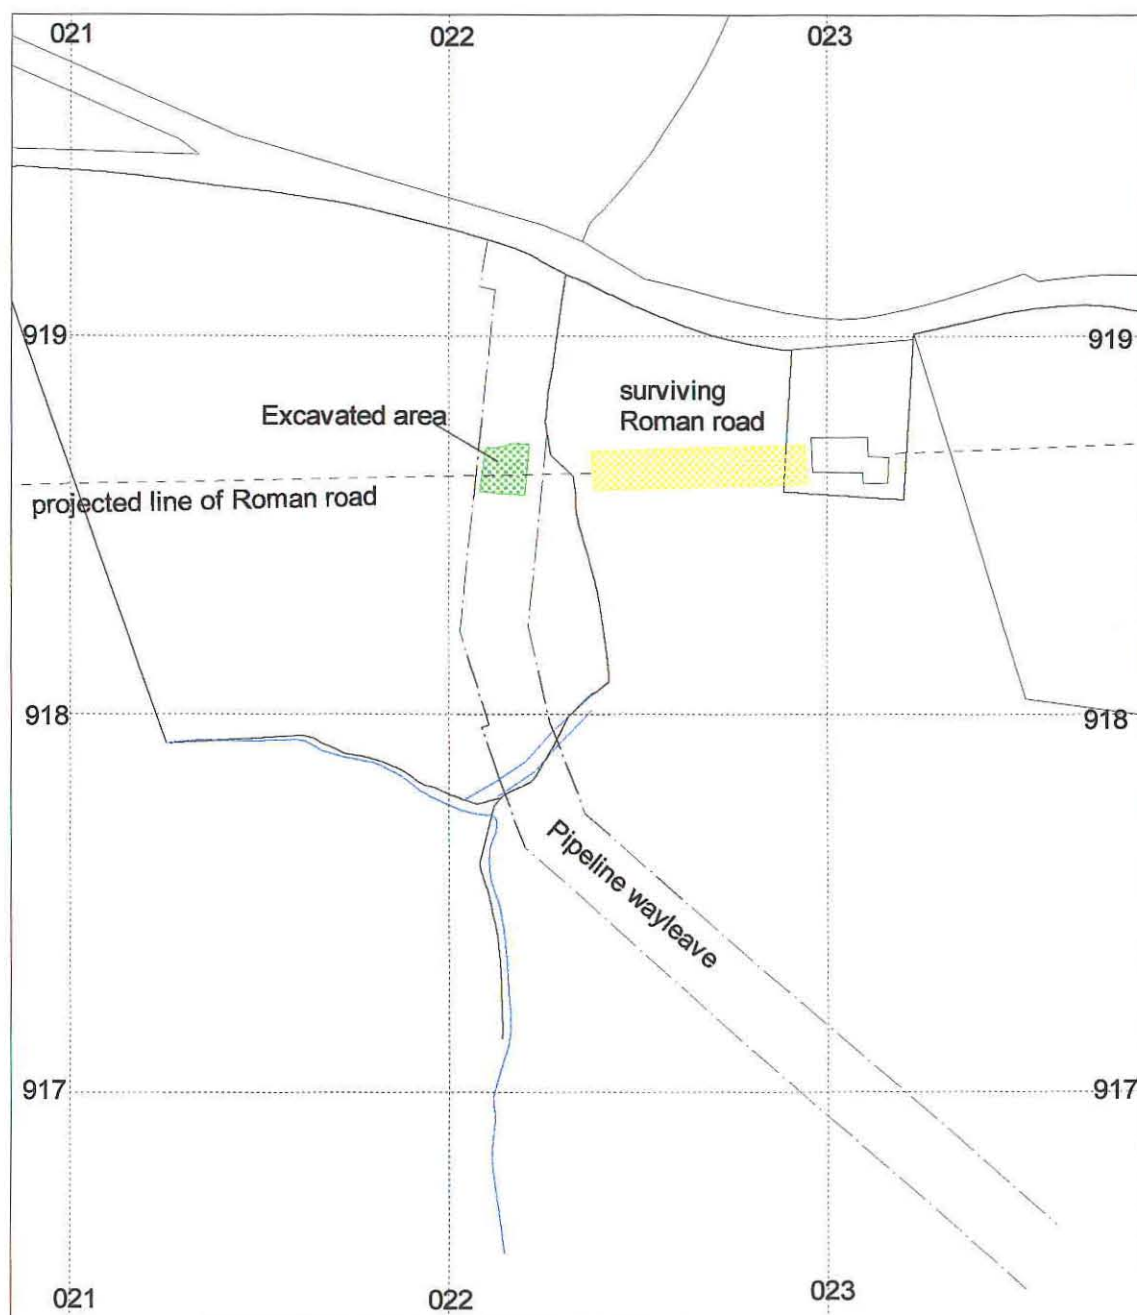 021
022
023
919
919
surviving
Roman road
Excavated area
projected line of Roman road
918
918
Pipeline wayleave
917
917
021
022
023